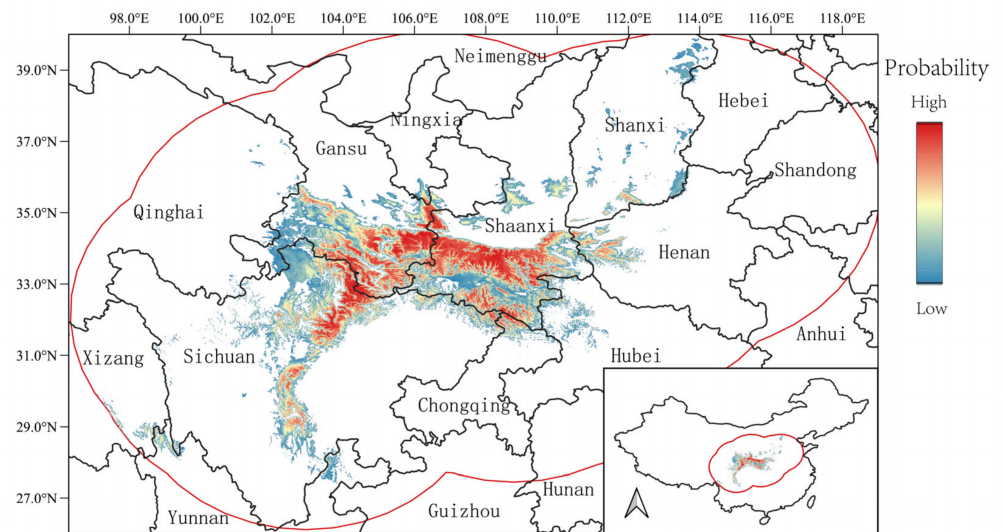 98.0°E 100.0°E 102.0°E 104.0°E 106.0°E 108.0°E 110.0°E 112.0°E 114.0°E 116.0°E 118.0°E
39.0°N
37.0°N
35.0°N
33.0°N
31.0°N
29.0°N
27.0°N
Neimenggu
Hebei
Ningxia
Shanxi
Gansu
Shandong
Qinghai
Shaanxi
Henan
Anhui
Xizang
Sichuan
Hubei
Chongqing
Hunan
Guizhou
Yunnan
Probability
High
Low